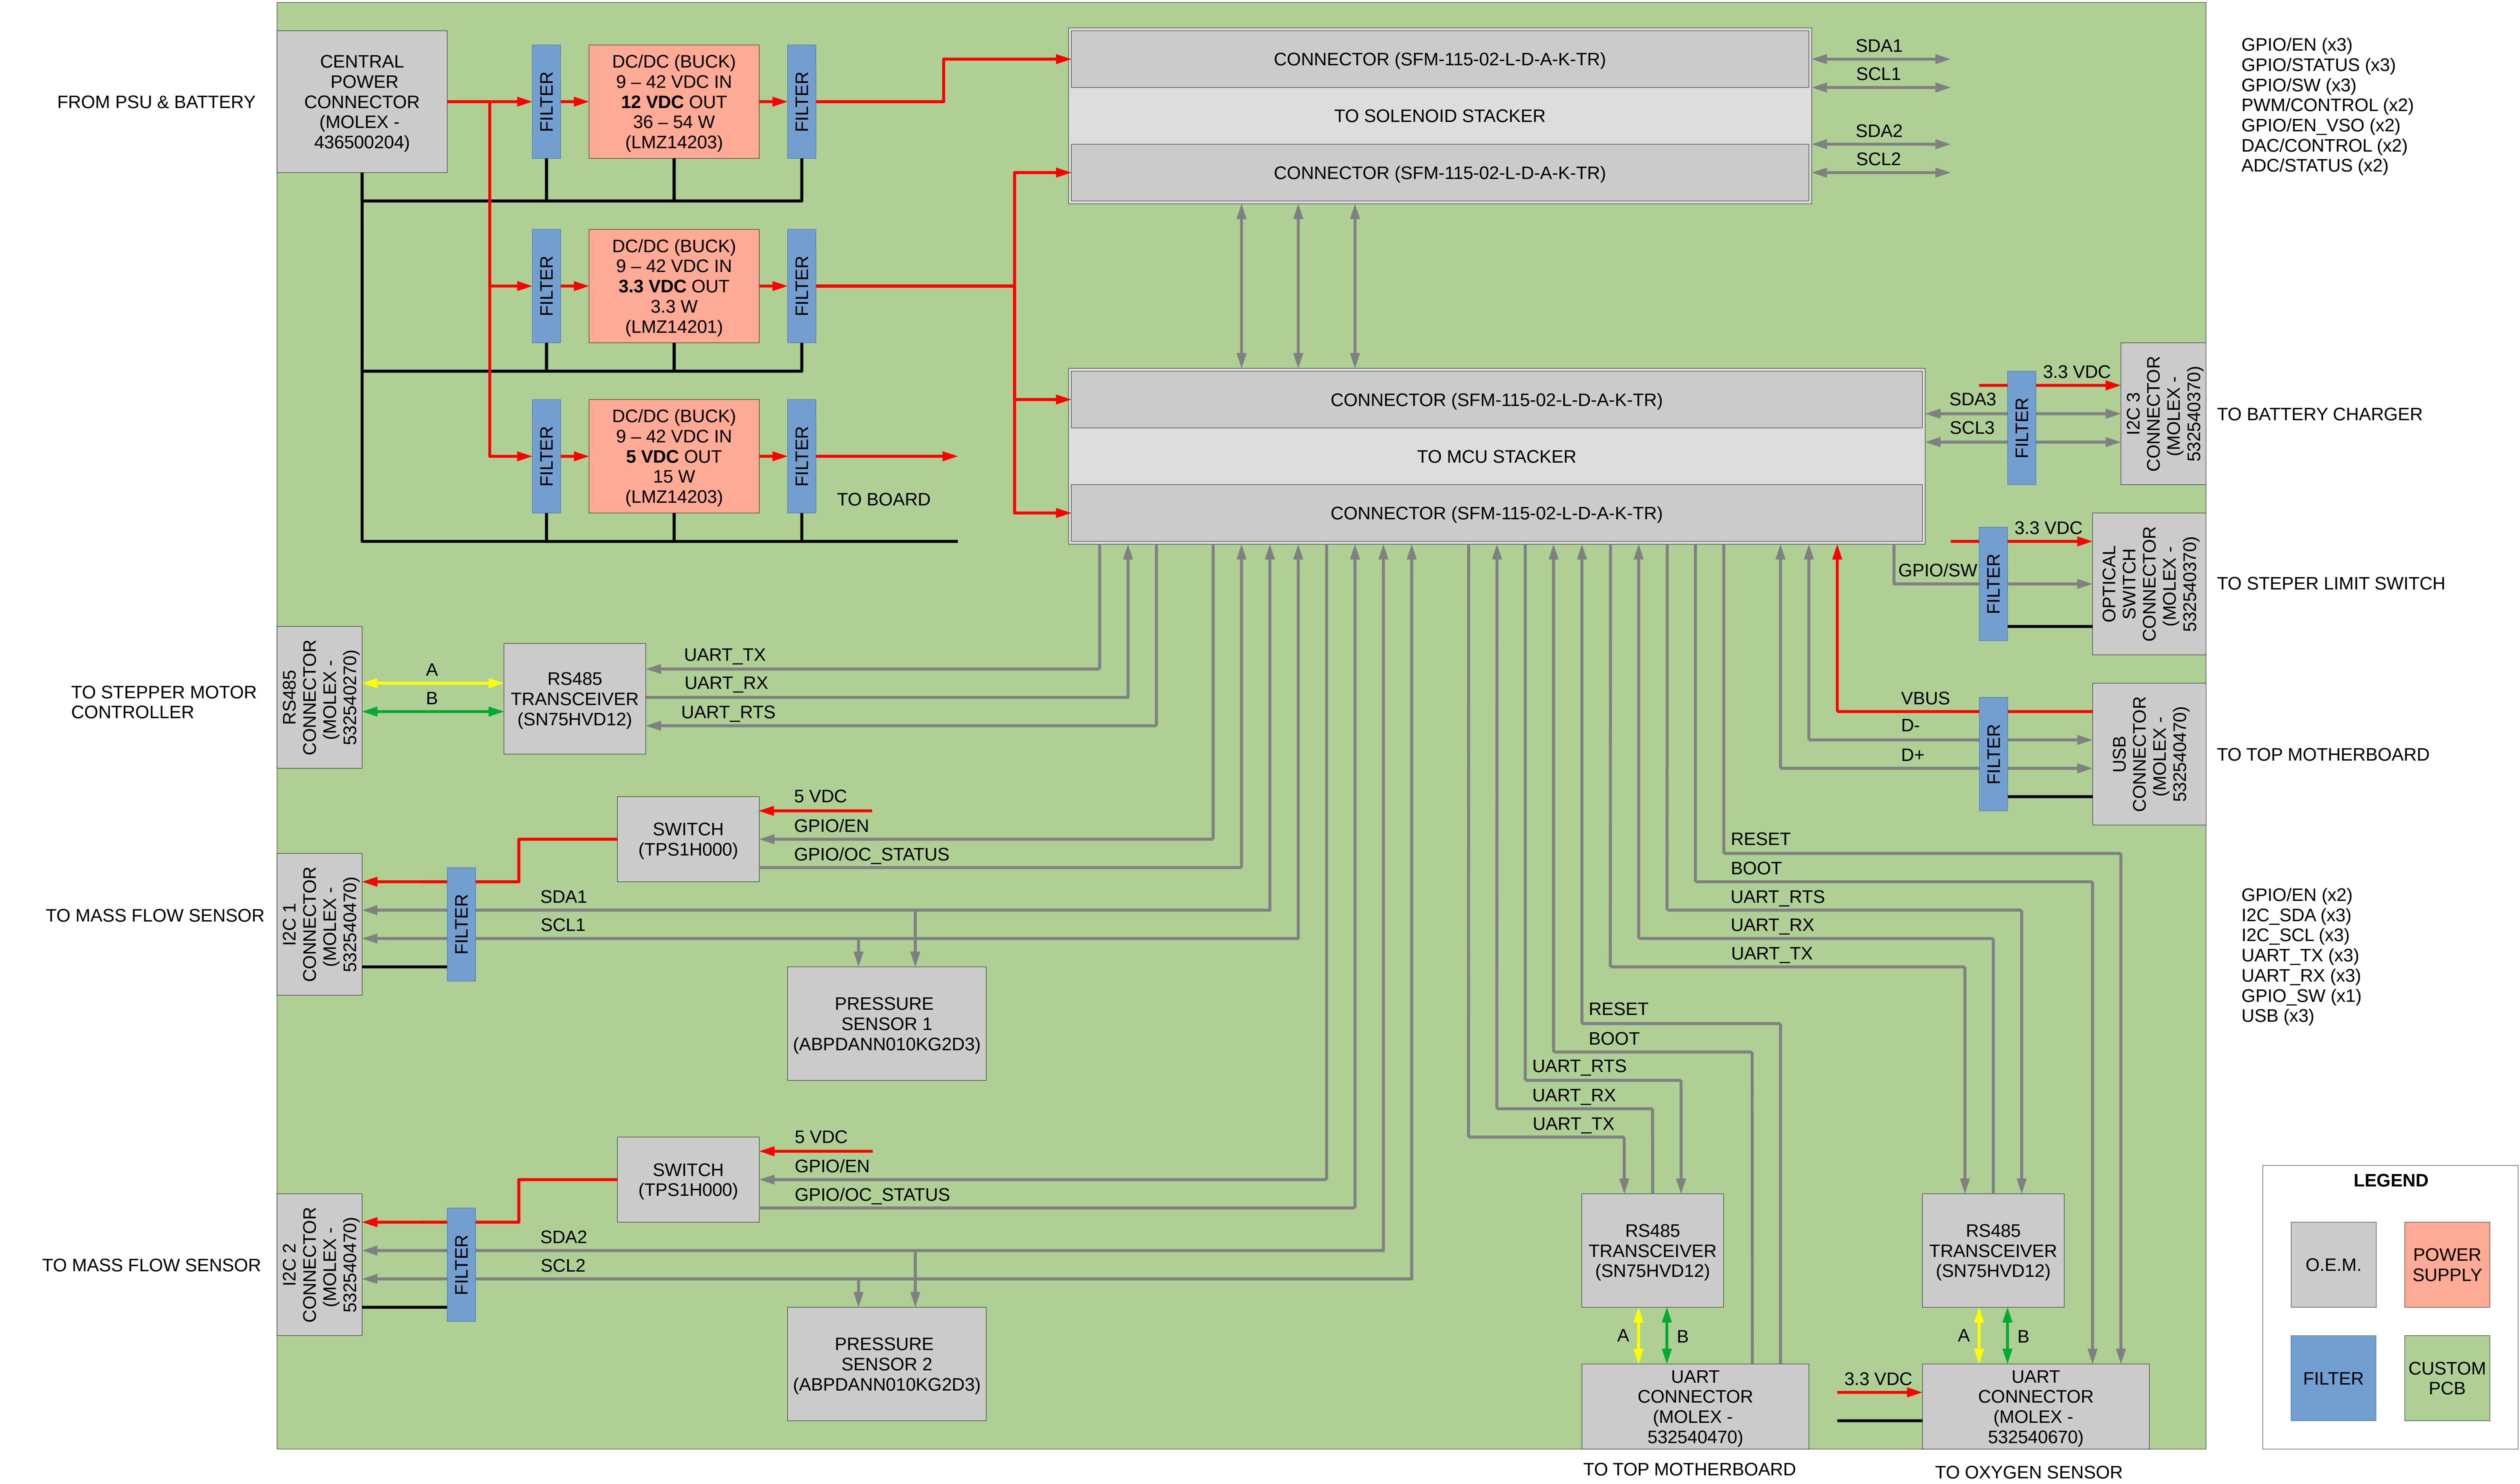 FROM PSU & BATTERY
CENTRAL
POWER
CONNECTOR
(MOLEX -
436500204)
FILTER
DC/DC (BUCK)
9 – 42 VDC IN
12 VDC OUT
36 – 54 W
(LMZ14203)
FILTER
CONNECTOR (SFM-115-02-L-D-A-K-TR)
TO SOLENOID STACKER
CONNECTOR (SFM-115-02-L-D-A-K-TR)
SDA1
SCL1
SDA2
SCL2
GPIO/EN (x3)
GPIO/STATUS (x3)
GPIO/SW (x3)
PWM/CONTROL (x2)
GPIO/EN_VSO (x2)
DAC/CONTROL (x2)
ADC/STATUS (x2)
FILTER
DC/DC (BUCK)
9 – 42 VDC IN
3.3 VDC OUT
3.3 W
(LMZ14201)
FILTER
FILTER
DC/DC (BUCK)
9 – 42 VDC IN
5 VDC OUT
15 W
(LMZ14203)
FILTER
TO BOARD
CONNECTOR (SFM-115-02-L-D-A-K-TR)
TO MCU STACKER
CONNECTOR (SFM-115-02-L-D-A-K-TR)
SDA3
SCL3
FILTER
3.3 VDC
I2C 3
CONNECTOR
(MOLEX -
532540370)
TO BATTERY CHARGER
GPIO/SW
FILTER
3.3 VDC
OPTICAL
SWITCH
CONNECTOR
(MOLEX -
532540370)
TO STEPER LIMIT SWITCH
TO STEPPER MOTOR
CONTROLLER
RS485
CONNECTOR
(MOLEX -
532540270)
A
B
RS485
TRANSCEIVER
(SN75HVD12)
UART_TX
UART_RX
UART_RTS
VBUS
D-
D+
FILTER
USB
CONNECTOR
(MOLEX -
532540470)
TO TOP MOTHERBOARD
SWITCH
(TPS1H000)
5 VDC
GPIO/EN
GPIO/OC_STATUS
TO MASS FLOW SENSOR
I2C 1
CONNECTOR
(MOLEX -
532540470)
FILTER
SDA1
SCL1
PRESSURE
SENSOR 1
(ABPDANN010KG2D3)
RESET
BOOT
UART_RTS
UART_RX
UART_TX
GPIO/EN (x2)
I2C_SDA (x3)
I2C_SCL (x3)
UART_TX (x3)
UART_RX (x3)
GPIO_SW (x1)
USB (x3)
RESET
BOOT
UART_RTS
UART_RX
UART_TX
SWITCH
(TPS1H000)
5 VDC
GPIO/EN
GPIO/OC_STATUS
TO MASS FLOW SENSOR
I2C 2
CONNECTOR
(MOLEX -
532540470)
FILTER
SDA2
SCL2
PRESSURE
SENSOR 2
(ABPDANN010KG2D3)
RS485
TRANSCEIVER
(SN75HVD12)
A
B
UART
CONNECTOR
(MOLEX -
532540470)
TO TOP MOTHERBOARD
RS485
TRANSCEIVER
(SN75HVD12)
A
B
3.3 VDC
UART
CONNECTOR
(MOLEX -
532540670)
TO OXYGEN SENSOR
LEGEND
O.E.M.
POWER
SUPPLY
FILTER
CUSTOM
PCB